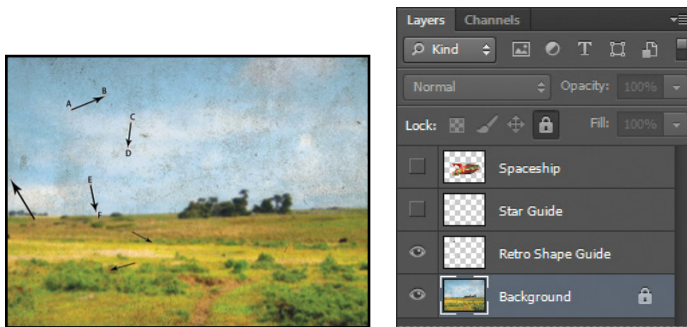 A B
C
D
E
F
Layers Channels
Kind T
Normal Opacity: 100%
Lock: Fill: 100%
Spaceship
Star Guide
Retro Shape Guide
Background